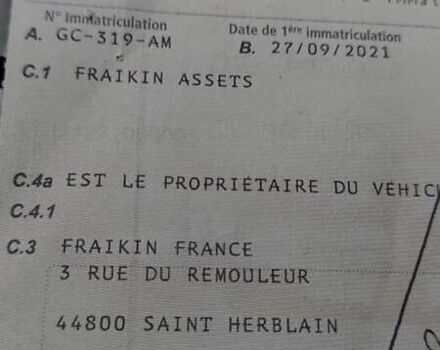 N° Immatriculation
Date de 1ère immatriculation
A. GC-319-AM
B. 27/09/2021
C.1 FRAIKIN ASSETS
C.4a EST LE PROPRIÉTAIRE DU VÉHIC
C.4.1
C.3 FRAIKIN FRANCE
3 RUE DU REMOULEUR
44800 SAINT HERBLAIN